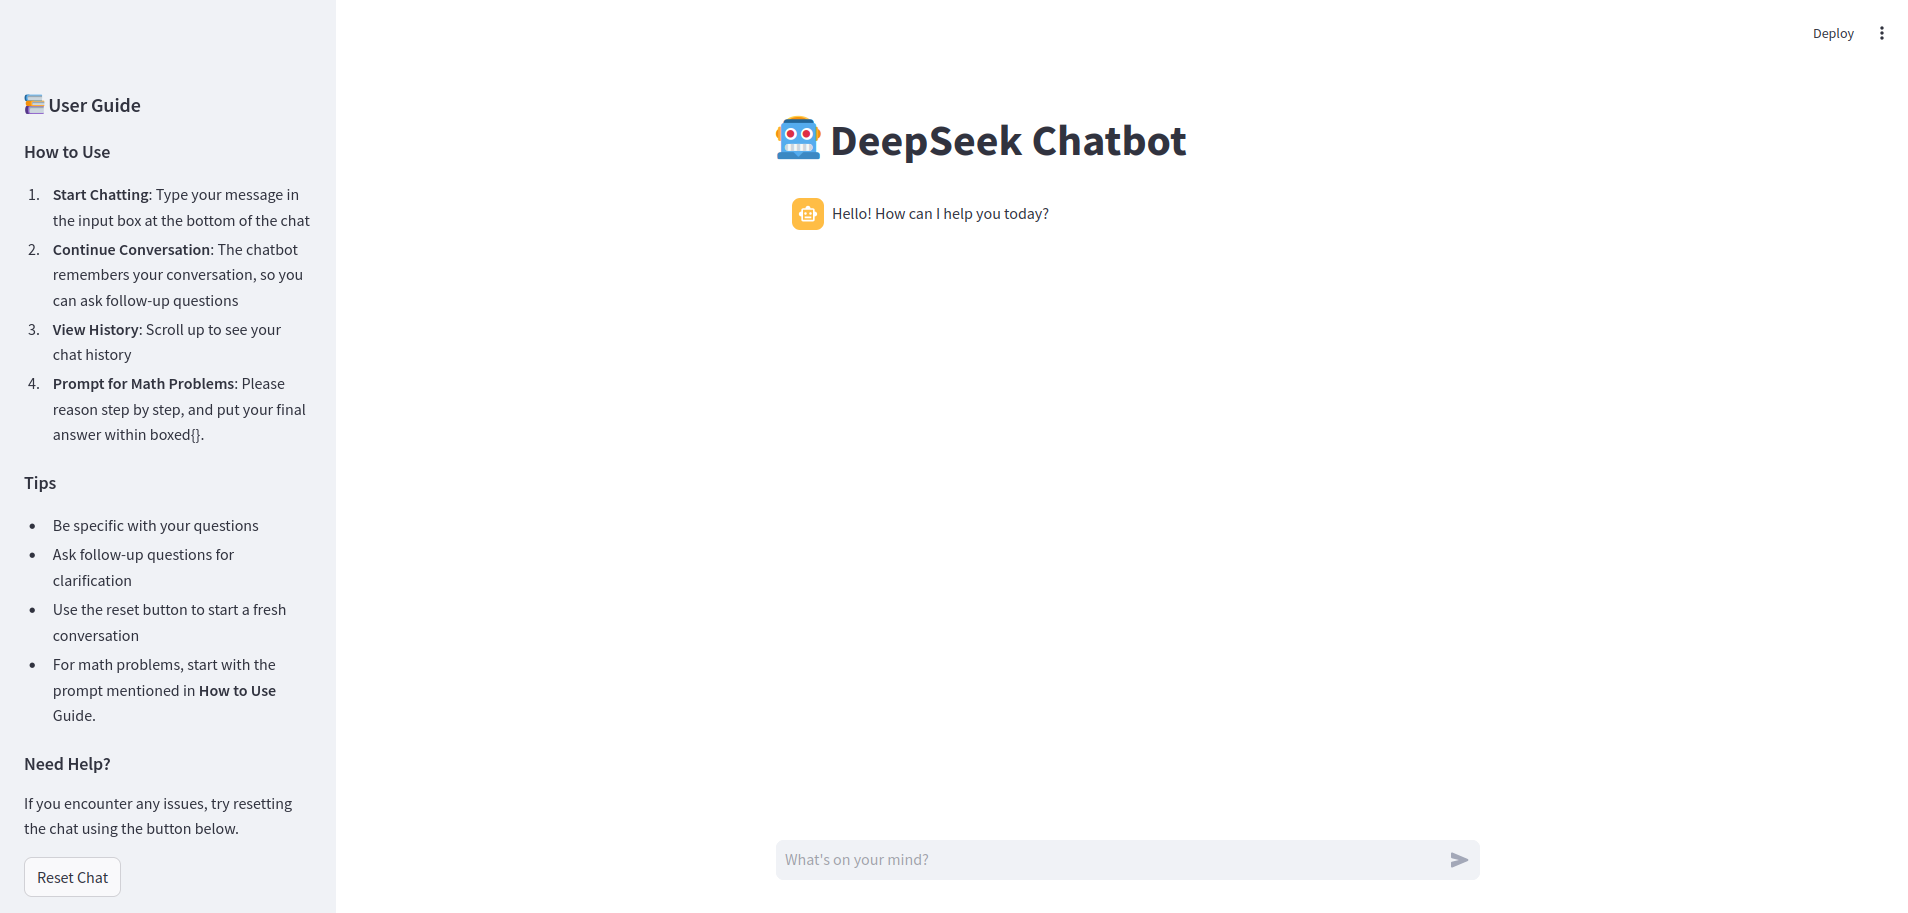 Deploy
User Guide
How to Use
1. Start Chatting: Type your message in
the input box at the bottom of the chat
2. Continue Conversation: The chatbot
remembers your conversation, so you
can ask follow-up questions
3. View History: Scroll up to see your
chat history
4. Prompt for Math Problems: Please
reason step by step, and put your final
answer within boxed{}.
Tips
• Be specific with your questions
• Ask follow-up questions for
clarification
• Use the reset button to start a fresh
conversation
• For math problems, start with the
prompt mentioned in How to Use
Guide.
Need Help?
If you encounter any issues, try resetting
the chat using the button below.
Reset Chat
DeepSeek Chatbot
Hello! How can I help you today?
What's on your mind?